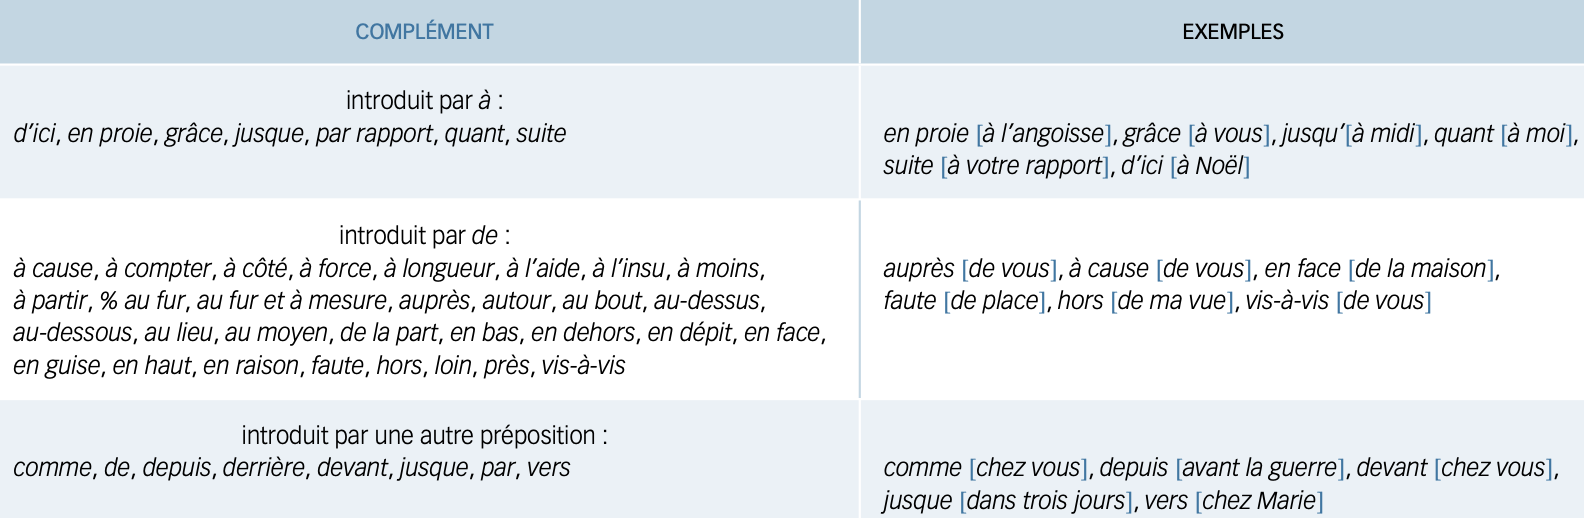 COMPLÉMENT
EXEMPLES
introduit par à :
d’ici, en proie, grâce, jusque, par rapport, quant, suite
en proie [à l’angoisse], grâce [à vous], jusqu’[à midi], quant [à moi],
suite [à votre rapport], d’ici [à Noël]
introduit par de :
à cause, à compter, à côté, à force, à longueur, à l’aide, à l’insu, à moins,
à partir, % au fur, au fur et à mesure, auprès, autour, au bout, au-dessus,
au-dessous, au lieu, au moyen, de la part, en bas, en dehors, en dépit, en face,
en guise, en haut, en raison, faute, hors, loin, près, vis-à-vis
auprès [de vous], à cause [de vous], en face [de la maison],
faute [de place], hors [de ma vue], vis-à-vis [de vous]
introduit par une autre préposition :
comme, de, depuis, derrière, devant, jusque, par, vers
comme [chez vous], depuis [avant la guerre], devant [chez vous],
jusque [dans trois jours], vers [chez Marie]